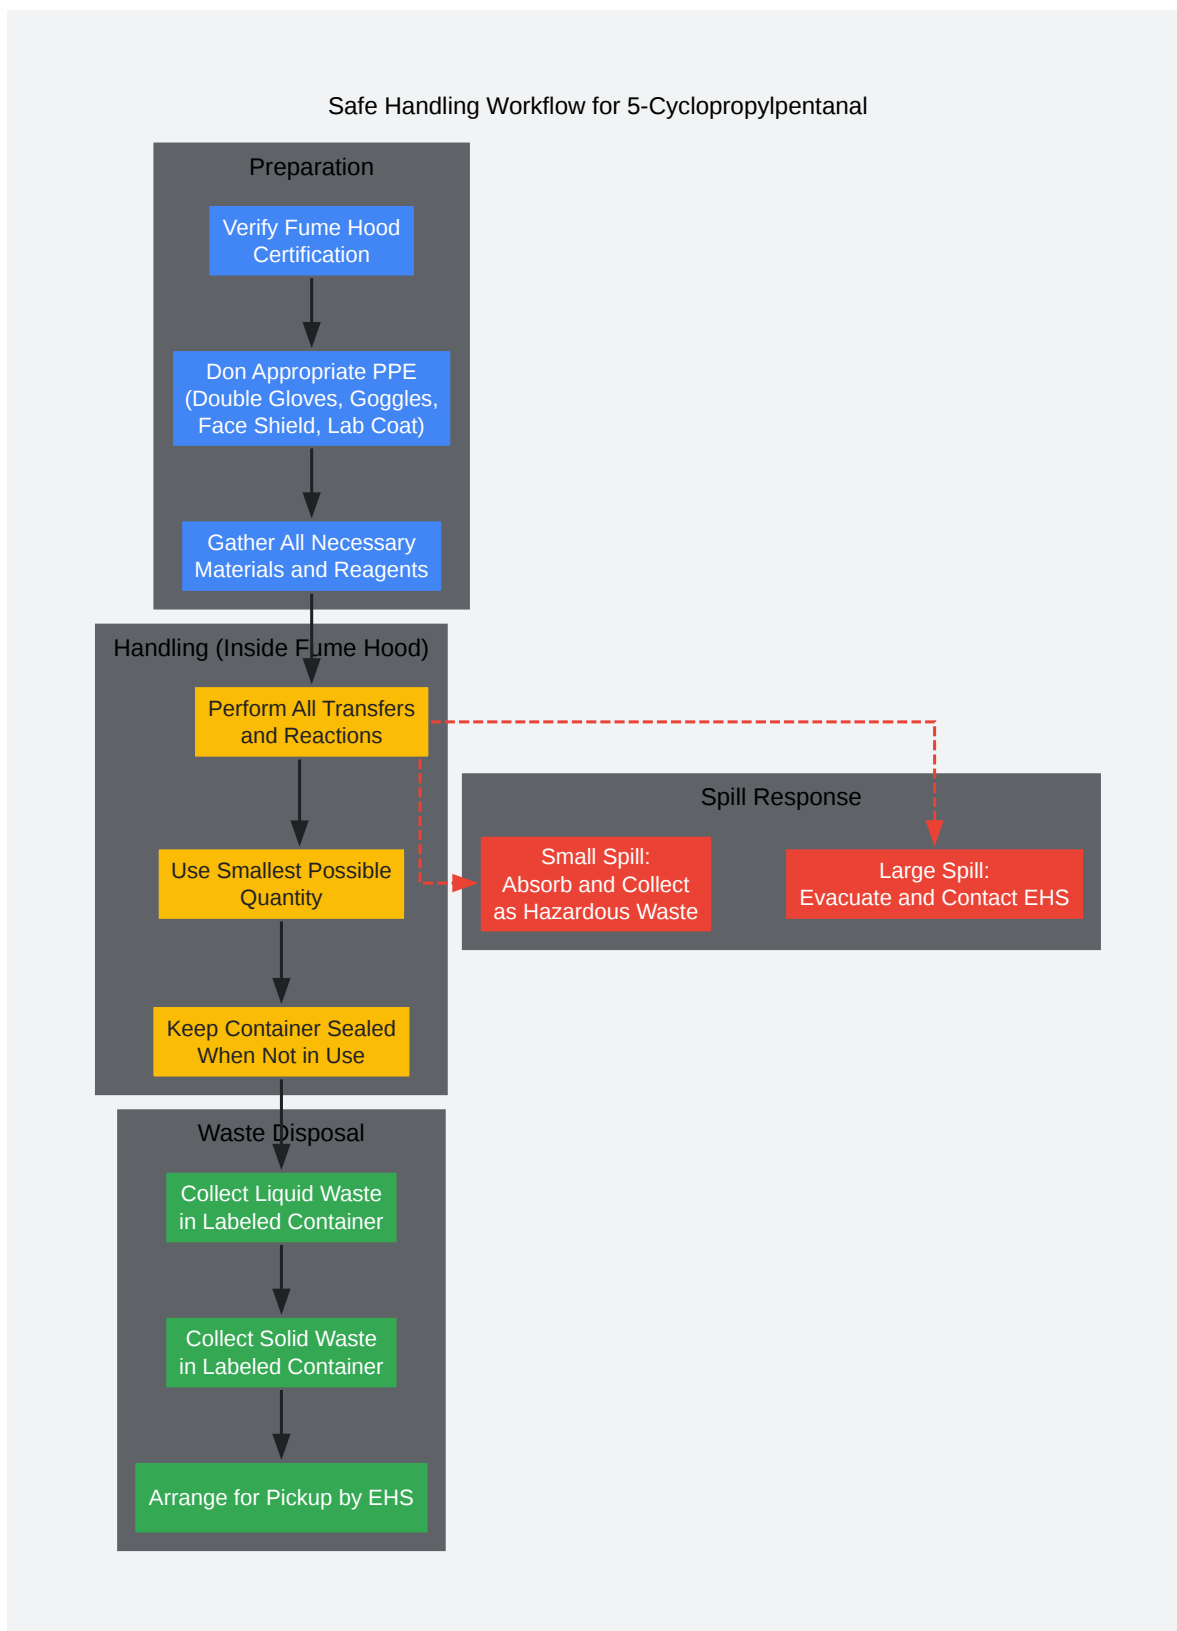 Safe Handling Workflow for 5-Cyclopropylpentanal
Preparation
Verify Fume Hood
Certification
Don Appropriate PPE
(Double Gloves, Goggles,
Face Shield, Lab Coat)
Gather All Necessary
Materials and Reagents
Handling (Inside Fume Hood)
Perform All Transfers
and Reactions
Use Smallest Possible
Quantity
Keep Container Sealed
When Not in Use
Spill Response
Small Spill:
Absorb and Collect
as Hazardous Waste
Large Spill:
Evacuate and Contact EHS
Waste Disposal
Collect Liquid Waste
in Labeled Container
Collect Solid Waste
in Labeled Container
Arrange for Pickup by EHS